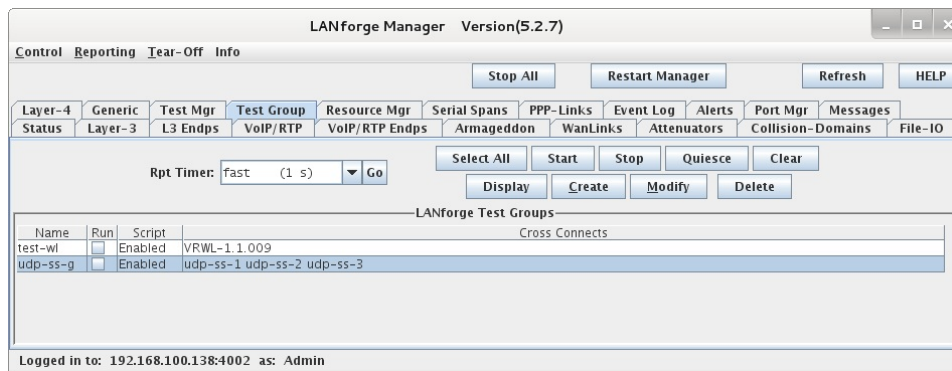 LANforge Manager Version(5.2.7)
Control Reporting Tear-Off Info
Stop All Restart Manager Refresh HELP
Layer-4 Generic Test Mgr Test Group Resource Mgr Serial Spans PPP-Links Event Log Alerts Port Mgr Messages
Status Layer-3 L3 Endps VoIP/RTP VoIP/RTP Endps Armageddon WanLinks Attenuators Collision-Domains File-IO
Rpt Timer: fast (1 s) Go Select All Start Stop Quiesce Clear
Display Create Modify Delete
LANforge Test Groups
Name Run Script Cross Connects
test-wl Enabled VRWL-1.1.009
udp-ss-g Enabled udp-ss-1 udp-ss-2 udp-ss-3
Logged in to: 192.168.100.138:4002 as: Admin